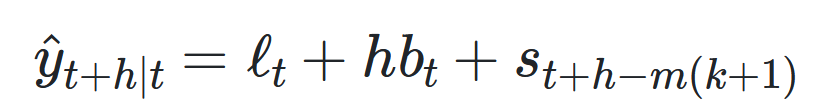 ŷ_{t+h|t} = ℓ_t + hb_t + s_{t+h−m(k+1)}